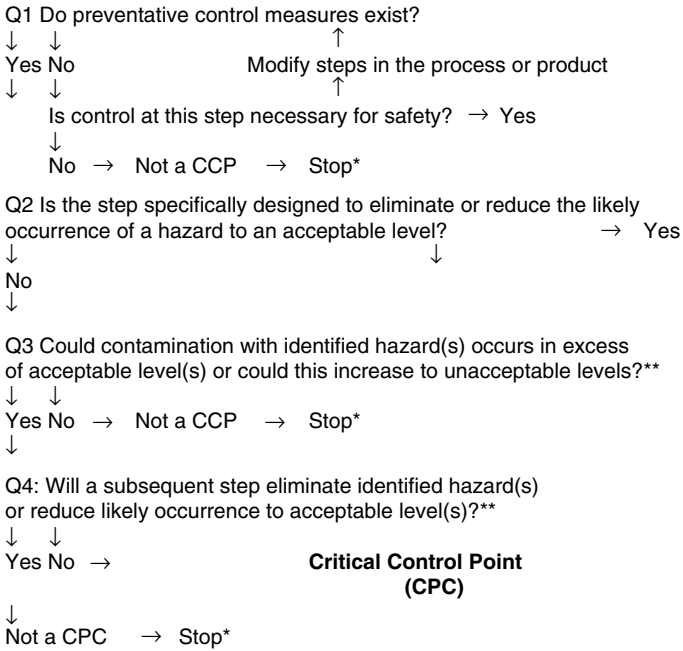 Q1 Do preventative control measures exist?
↓ ↓ ↑
Yes No Modify steps in the process or product
↓ ↓ ↑
Is control at this step necessary for safety? → Yes
↓
No → Not a CCP → Stop*
Q2 Is the step specifically designed to eliminate or reduce the likely
occurrence of a hazard to an acceptable level? → Yes
↓ ↓
No
↓
Q3 Could contamination with identified hazard(s) occurs in excess
of acceptable level(s) or could this increase to unacceptable levels?**
↓ ↓
Yes No → Not a CCP → Stop*
↓
Q4: Will a subsequent step eliminate identified hazard(s)
or reduce likely occurrence to acceptable level(s)?**
↓ ↓
Yes No → Critical Control Point
(CPC)
↓
Not a CPC → Stop*